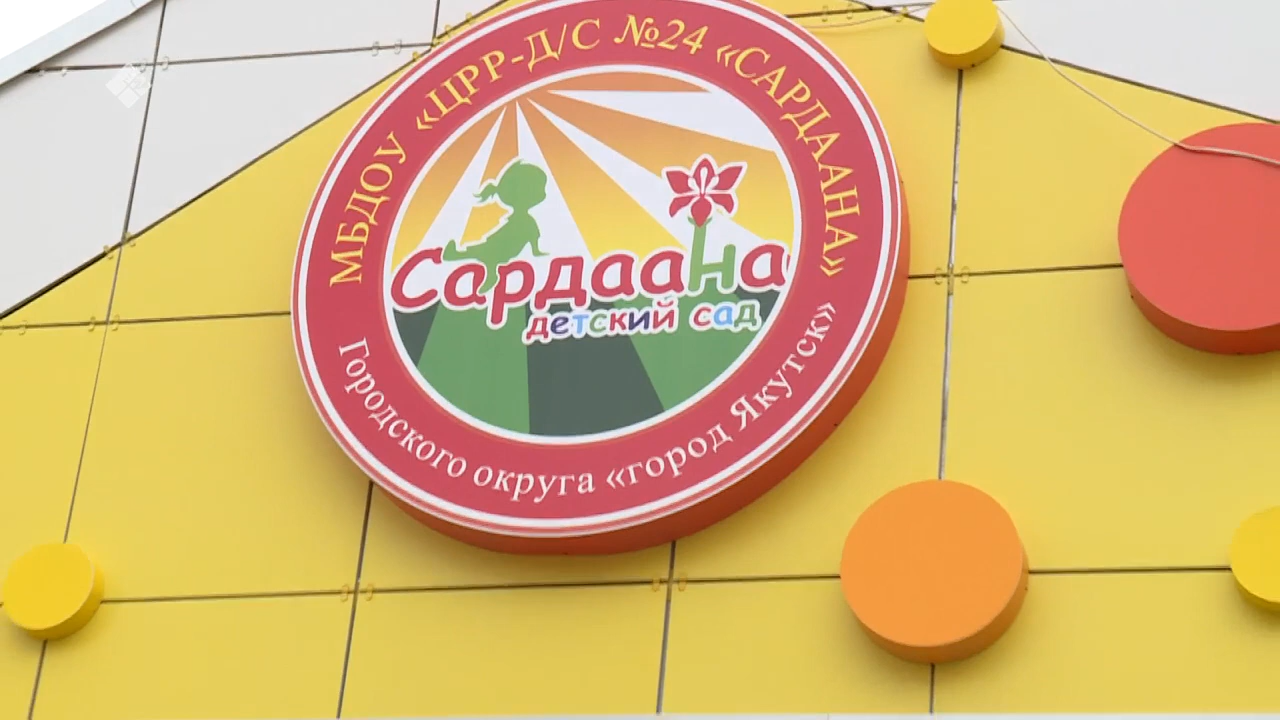 МБДОУ «ЦРР-Д/С №24 «САРДААНА»
Сардаана
детский сад
Городского округа «город Якутск»